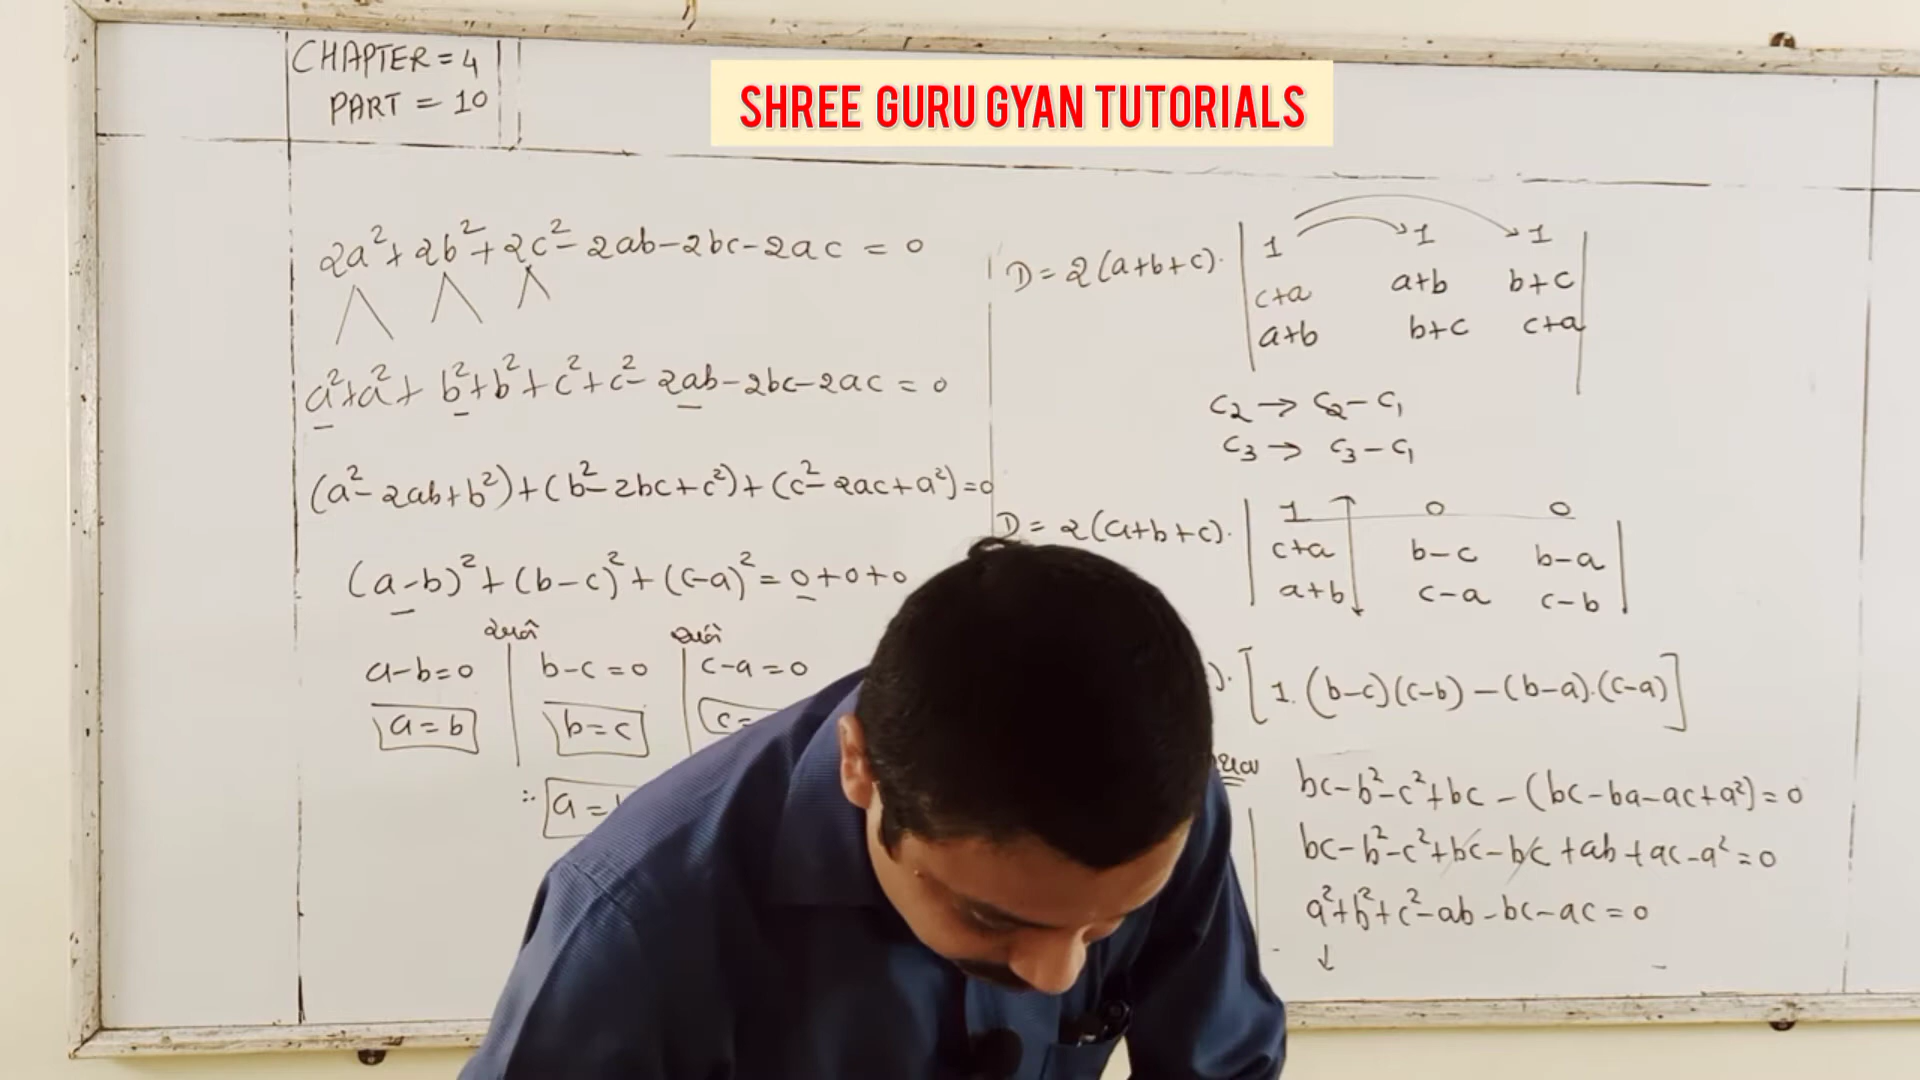 CHAPTER = 4
PART = 10
SHREE GURU GYAN TUTORIALS
2a² + 2b² + 2c² - 2ab - 2bc - 2ac = 0
a² + a² + b² + b² + c² + c² - 2ab - 2bc - 2ac = 0
(a² - 2ab + b²) + (b² - 2bc + c²) + (c² - 2ac + a²) = 0
(a-b)² + (b-c)² + (c-a)² = 0 + 0 + 0
a-b=0 | b-c=0 | c-a=0
a=b | b=c | c=
∴ a =
D = 2(a+b+c). | 1 1 1 |
c+a a+b b+c
a+b b+c c+a
C2 → C2 - C1
C3 → C3 - C1
D = 2(a+b+c). | 1 0 0 |
c+a b-c b-a
a+b c-a c-b
). [1.(b-c)(c-b) - (b-a).(c-a)]
bc - b² - c² + bc - (bc - ba - ac + a²) = 0
bc - b² - c² + bc - bc + ab + ac - a² = 0
a² + b² + c² - ab - bc - ac = 0
↓